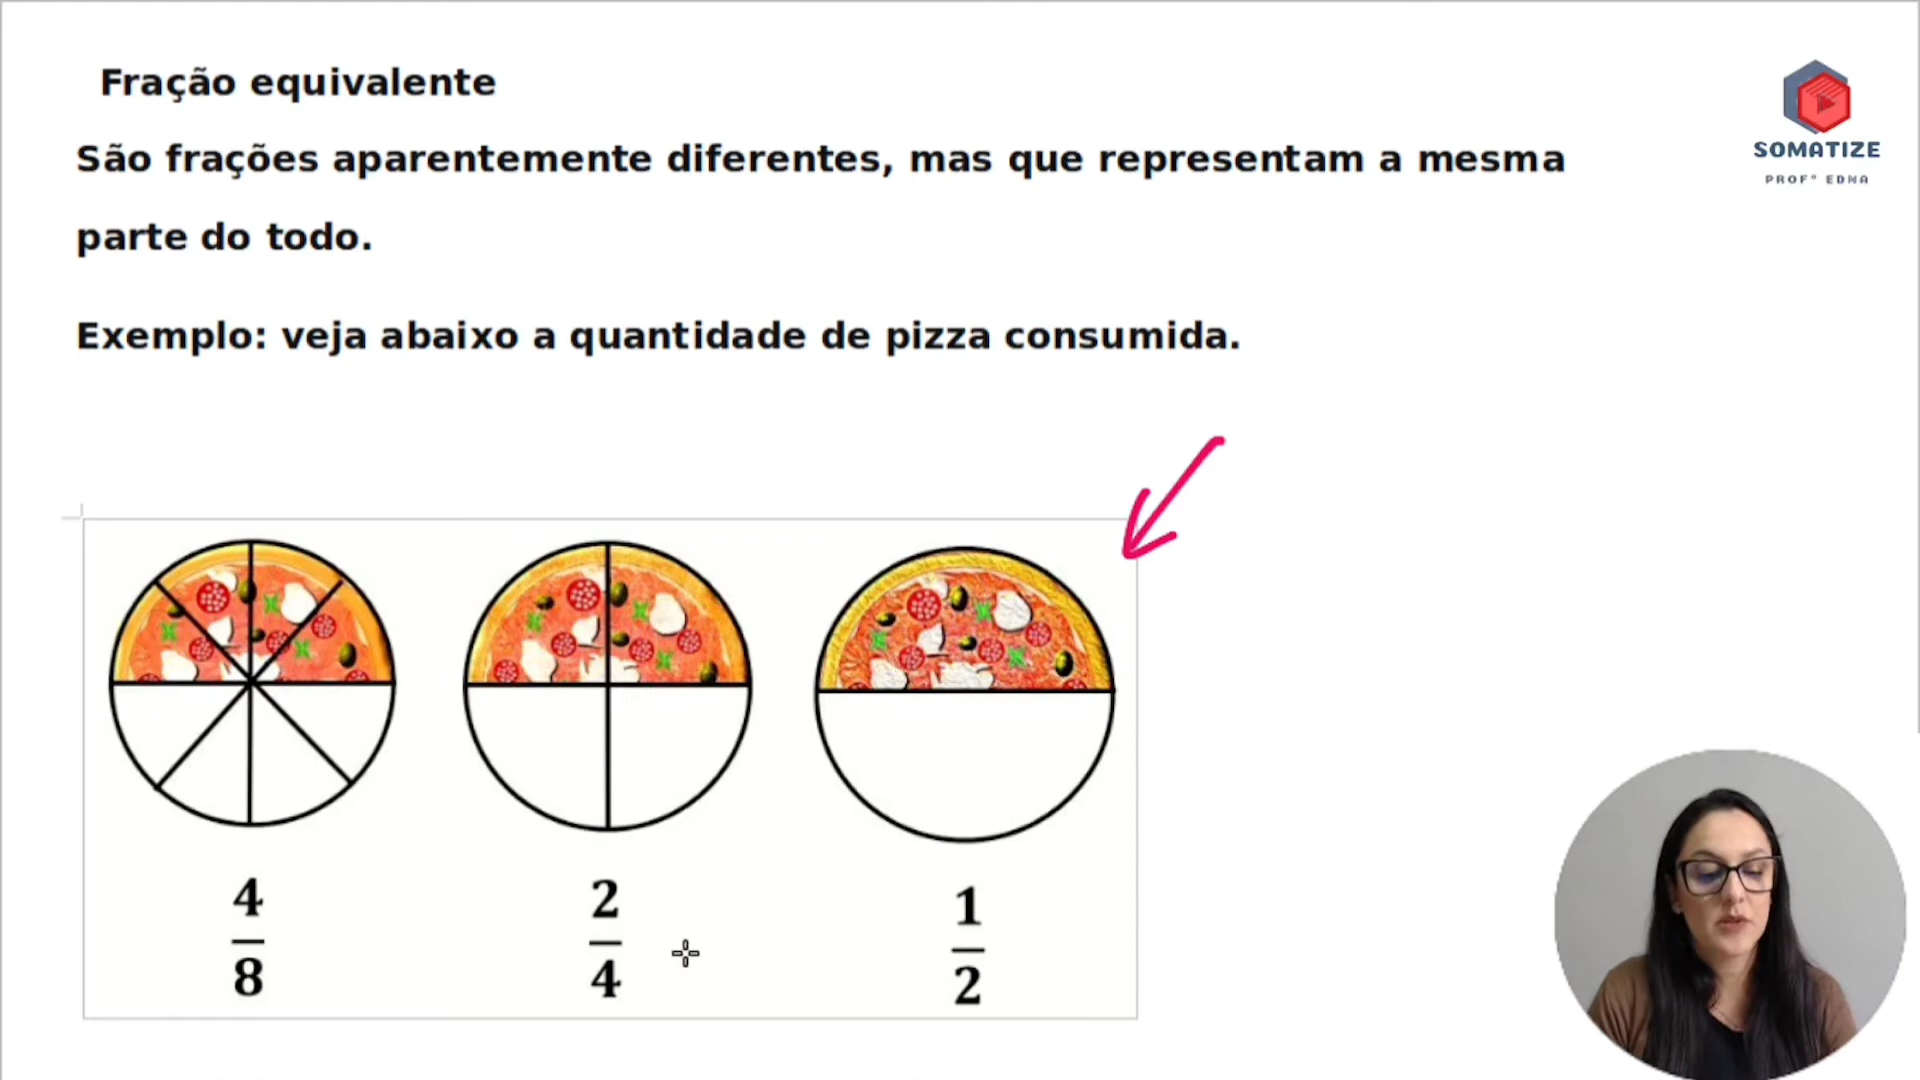 Fração equivalente
São frações aparentemente diferentes, mas que representam a mesma
parte do todo.
Exemplo: veja abaixo a quantidade de pizza consumida.
SOMATIZE
PROFª EDNA
4
8
2
4
1
2